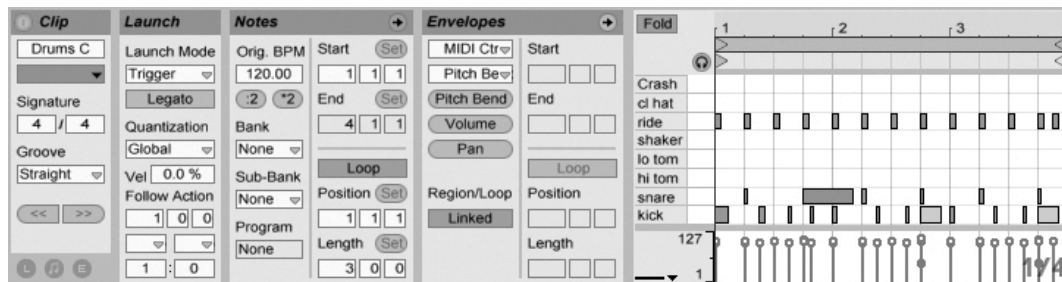 Clip
Drums C
Signature
4 / 4
Groove
Straight
<< >>
L E
Launch
Launch Mode
Trigger
Legato
Quantization
Global
Vel 0.0 %
Follow Action
1 0 0
1 : 0
Notes
Orig. BPM
120.00
:2 *2
Bank
None
Sub-Bank
None
Program
None
Start Set
1 1 1
End Set
4 1 1
Loop
Position Set
1 1 1
Length Set
3 0 0
Envelopes
MIDI Ctr
Pitch Be
Pitch Bend
Volume
Pan
Region/Loop
Linked
Start
End
Loop
Position
Length
Fold
1 2 3
Crash
cl hat
ride
shaker
lo tom
hi tom
snare
kick
127
1
1/4